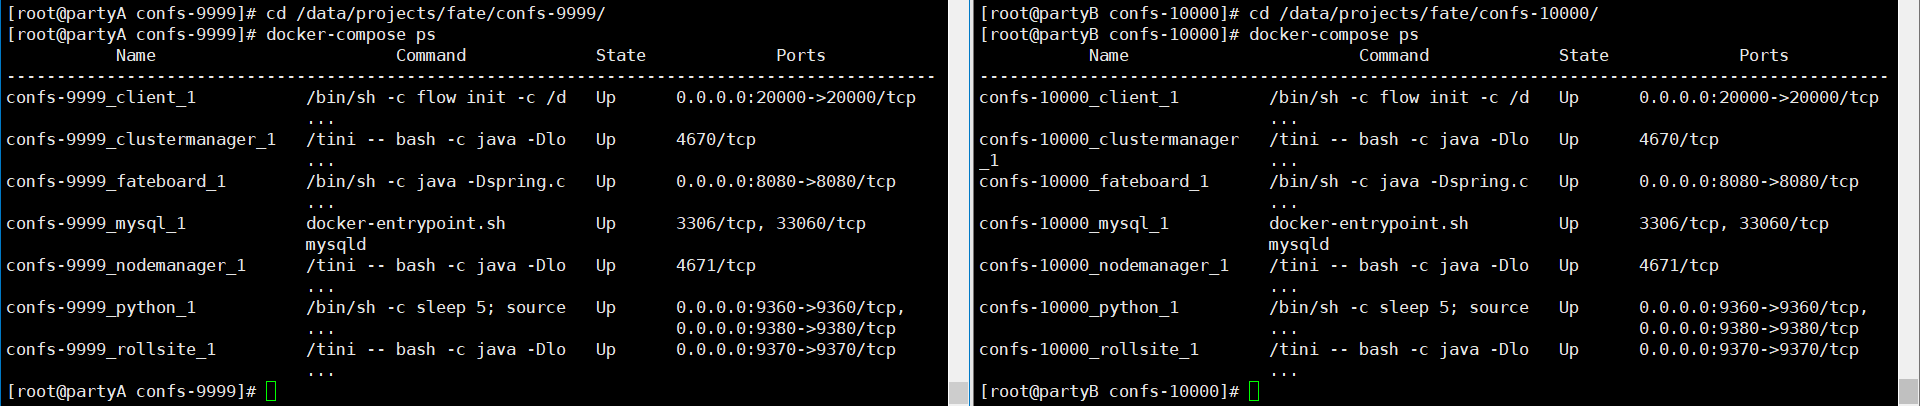 [root@partyA confs-9999]# cd /data/projects/fate/confs-9999/
[root@partyA confs-9999]# docker-compose ps
Name Command State Ports
---------------------------------------------------------------------------------------------
confs-9999_client_1 /bin/sh -c flow init -c /d Up 0.0.0.0:20000->20000/tcp
...
confs-9999_clustermanager_1 /tini -- bash -c java -Dlo Up 4670/tcp
...
confs-9999_fateboard_1 /bin/sh -c java -Dspring.c Up 0.0.0.0:8080->8080/tcp
...
confs-9999_mysql_1 docker-entrypoint.sh Up 3306/tcp, 33060/tcp
mysqld
confs-9999_nodemanager_1 /tini -- bash -c java -Dlo Up 4671/tcp
...
confs-9999_python_1 /bin/sh -c sleep 5; source Up 0.0.0.0:9360->9360/tcp,
... 0.0.0.0:9380->9380/tcp
confs-9999_rollsite_1 /tini -- bash -c java -Dlo Up 0.0.0.0:9370->9370/tcp
...
[root@partyA confs-9999]#
[root@partyB confs-10000]# cd /data/projects/fate/confs-10000/
[root@partyB confs-10000]# docker-compose ps
Name Command State Ports
-------------------------------------------------------------------------------------------
confs-10000_client_1 /bin/sh -c flow init -c /d Up 0.0.0.0:20000->20000/tcp
...
confs-10000_clustermanager /tini -- bash -c java -Dlo Up 4670/tcp
_1 ...
confs-10000_fateboard_1 /bin/sh -c java -Dspring.c Up 0.0.0.0:8080->8080/tcp
...
confs-10000_mysql_1 docker-entrypoint.sh Up 3306/tcp, 33060/tcp
mysqld
confs-10000_nodemanager_1 /tini -- bash -c java -Dlo Up 4671/tcp
...
confs-10000_python_1 /bin/sh -c sleep 5; source Up 0.0.0.0:9360->9360/tcp,
... 0.0.0.0:9380->9380/tcp
confs-10000_rollsite_1 /tini -- bash -c java -Dlo Up 0.0.0.0:9370->9370/tcp
...
[root@partyB confs-10000]#